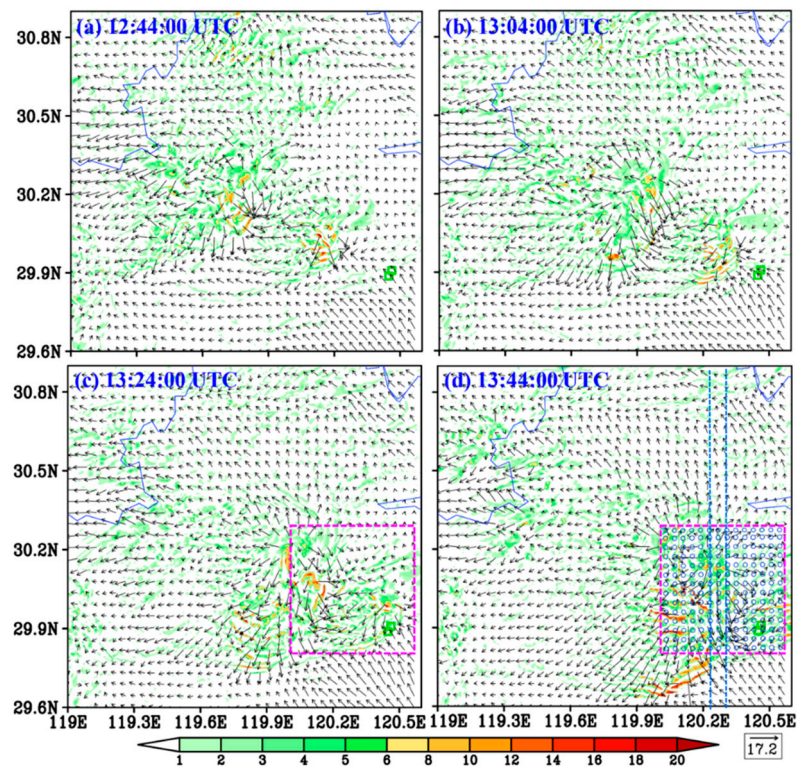 (a) 12:44:00 UTC (b) 13:04:00 UTC
30.8N
30.5N
30.2N
29.9N
29.6N
(c) 13:24:00 UTC (d) 13:44:00 UTC
30.8N
30.5N
30.2N
29.9N
29.6N
119E 119.3E 119.6E 119.9E 120.2E 120.5E 119E 119.3E 119.6E 119.9E 120.2E 120.5E
1 2 3 4 5 6 8 10 12 14 16 18 20
17.2